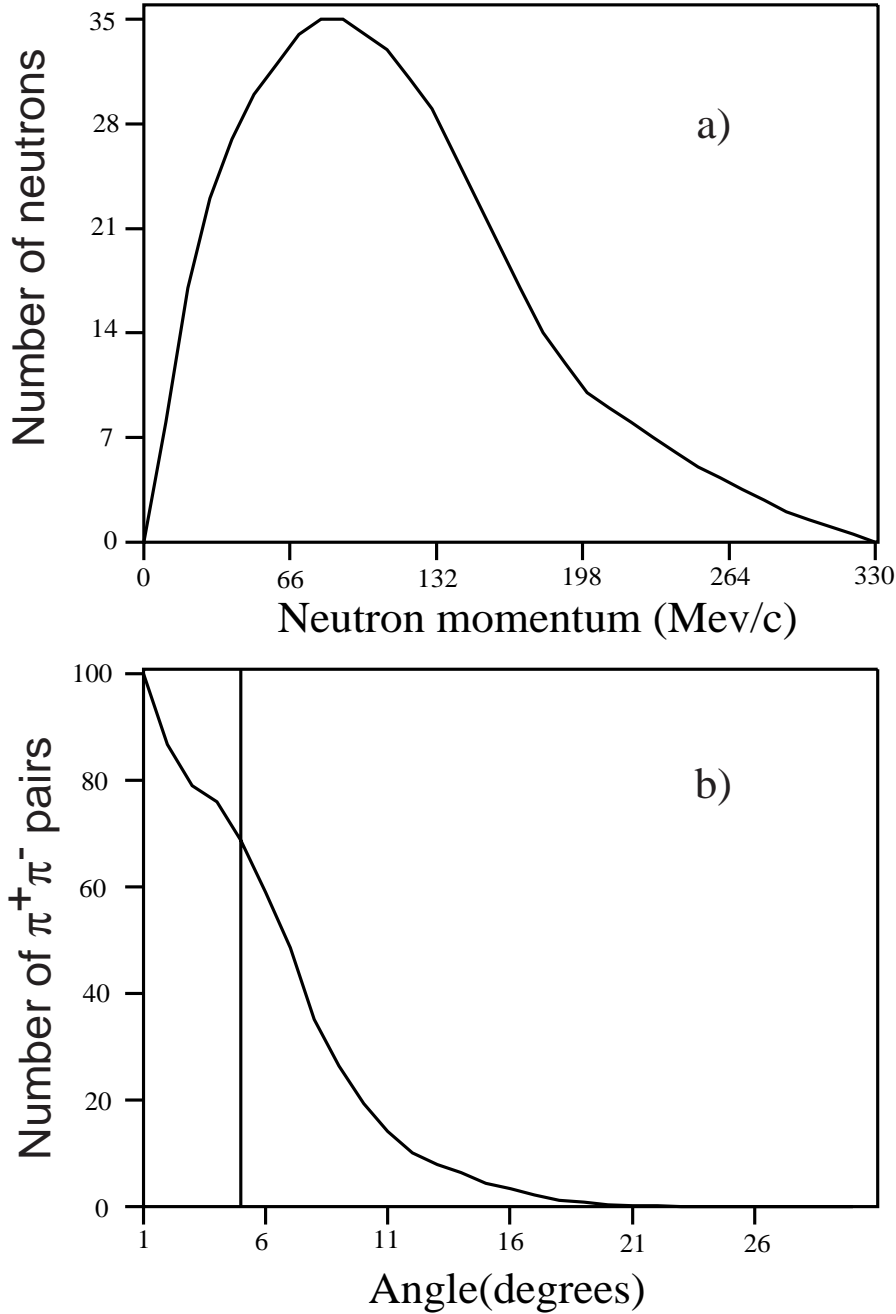 35
28
21
14
7
0
Number of neutrons
a)
0 66 132 198 264 330
Neutron momentum (Mev/c)
100
80
60
40
20
0
Number of π+π- pairs
b)
1 6 11 16 21 26
Angle(degrees)